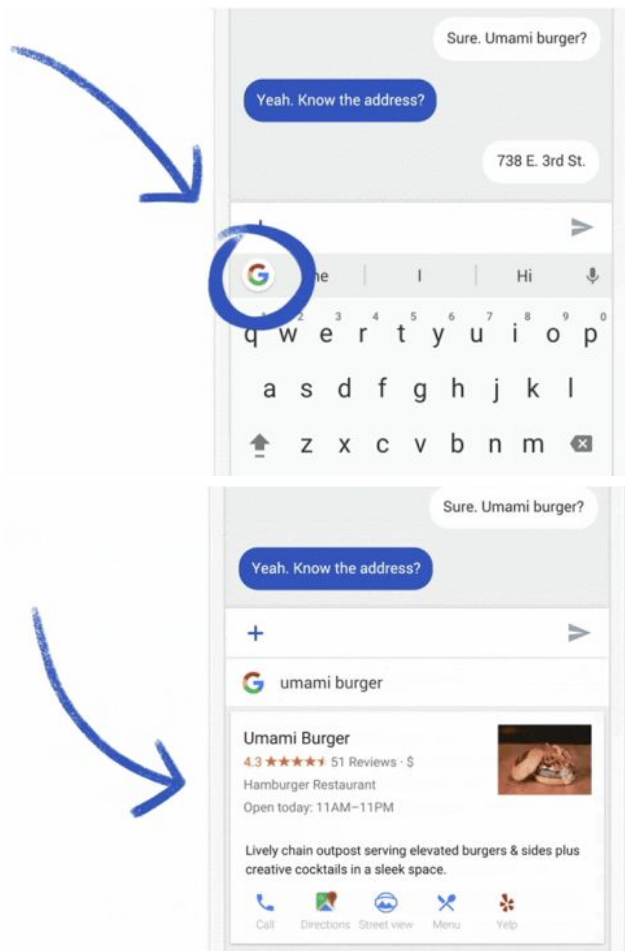 Sure. Umami burger?
Yeah. Know the address?
738 E. 3rd St.
G
I
Hi
1 2 3 4 5 6 7 8 9 0
q w e r t y u i o p
a s d f g h j k l
z x c v b n m
Sure. Umami burger?
Yeah. Know the address?
+
G umami burger
Umami Burger
4.3 ★★★★★ 51 Reviews · $
Hamburger Restaurant
Open today: 11AM–11PM
Lively chain outpost serving elevated burgers & sides plus
creative cocktails in a sleek space.
Call Directions Street view Menu Yelp